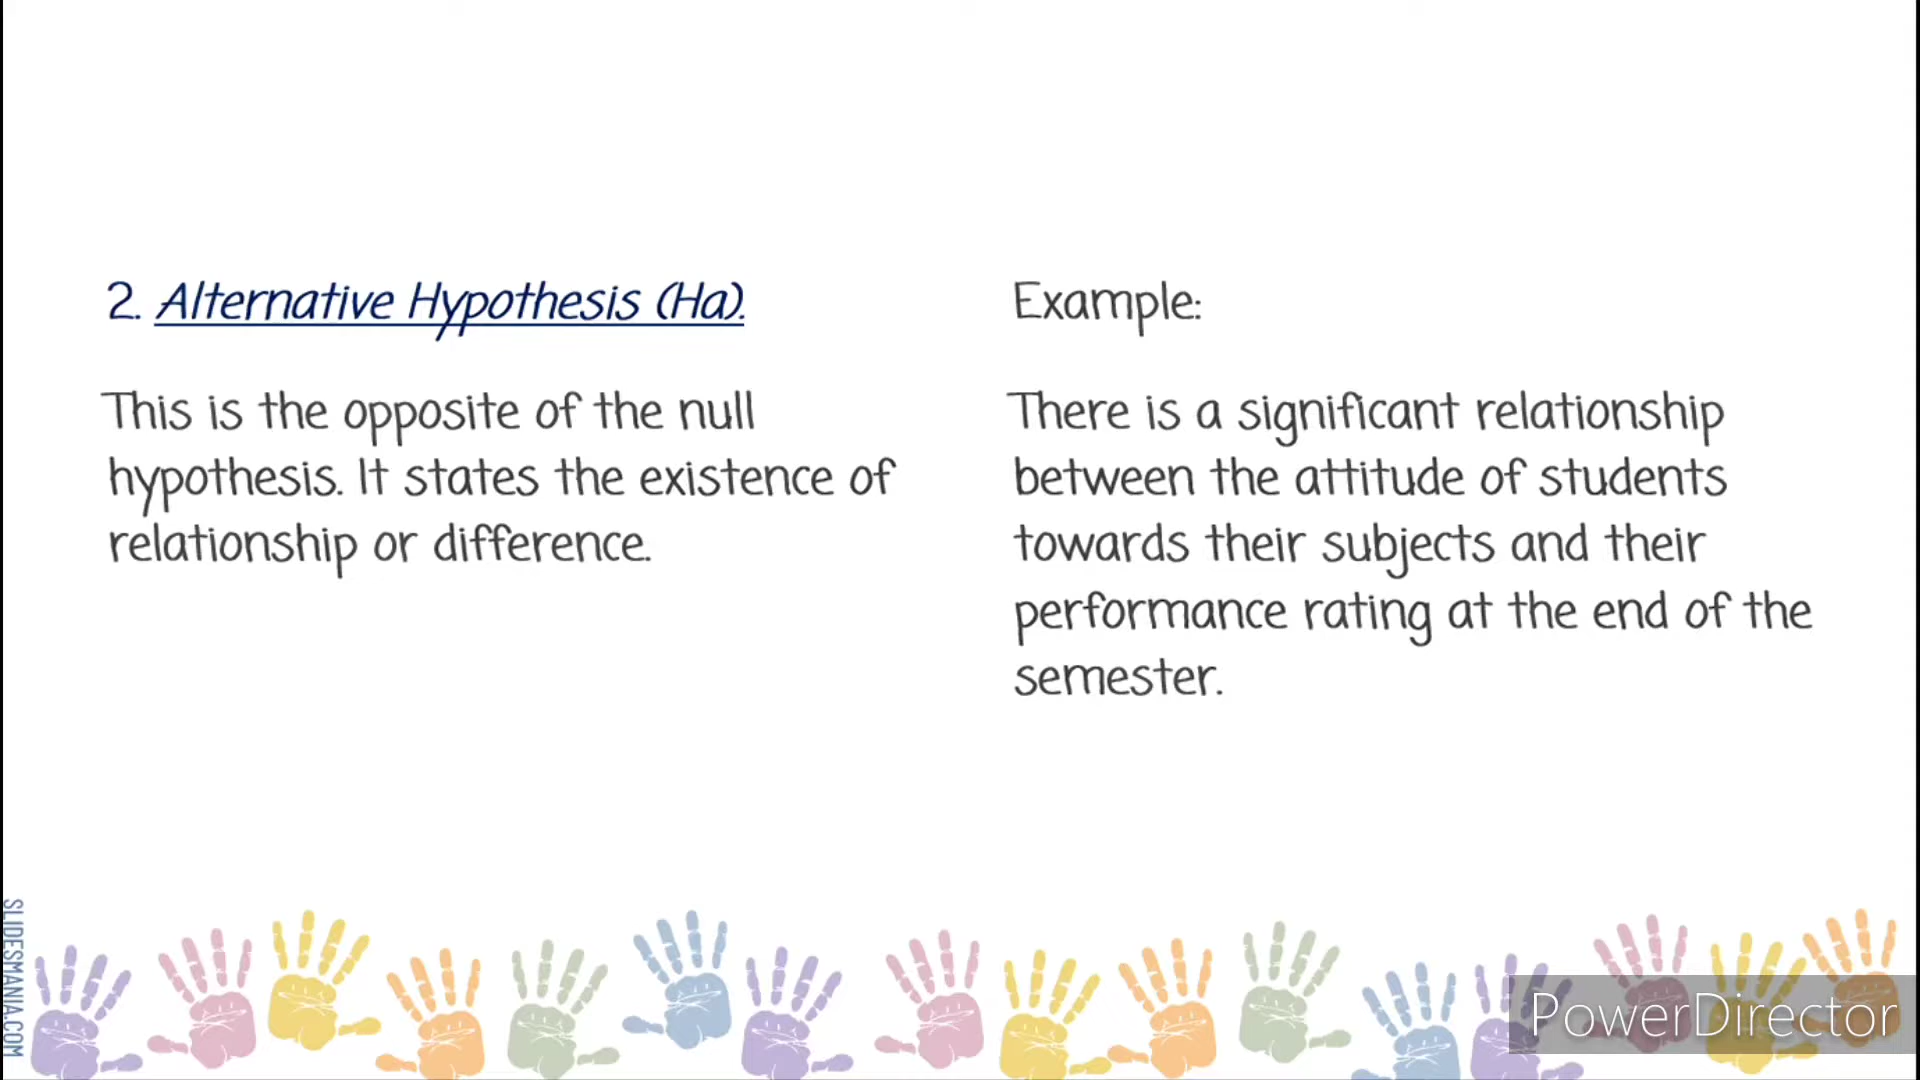 2. Alternative Hypothesis (Ha).
This is the opposite of the null
hypothesis. It states the existence of
relationship or difference.
Example:
There is a significant relationship
between the attitude of students
towards their subjects and their
performance rating at the end of the
semester.
SLIDESMANIA.COM
PowerDirector